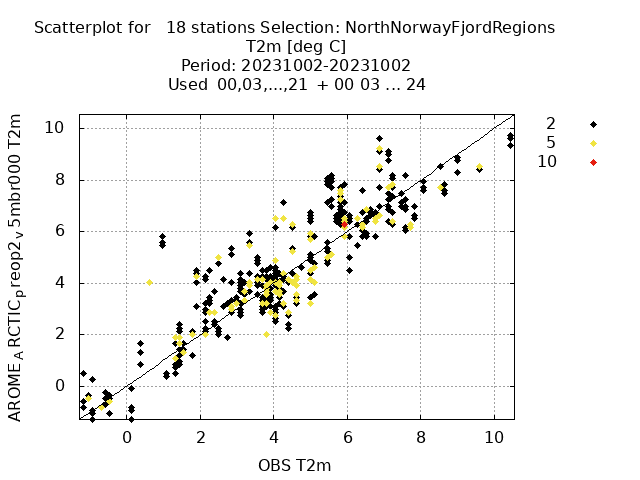 Scatterplot for   18 stations Selection: NorthNorwayFjordRegions
T2m [deg C]
Period: 20231002-20231002
Used  00,03,...,21  + 00 03 ... 24
AROME_ARCTIC_preop2_v5mbr000 T2m
10
8
6
4
2
0
0 2 4 6 8 10
OBS T2m
2
5
10